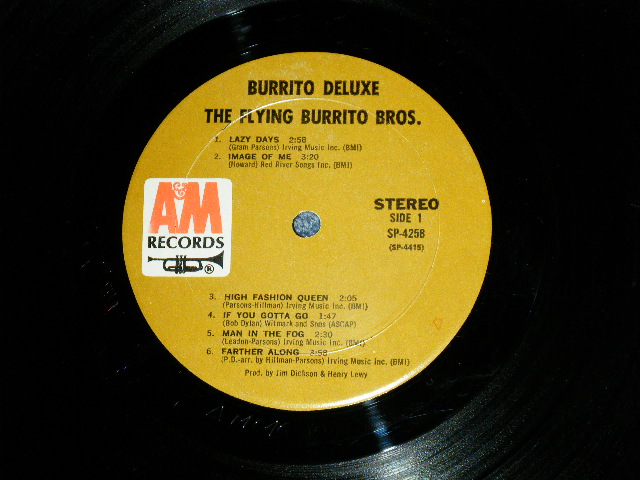 BURRITO DELUXE
THE FLYING BURRITO BROS.
1. LAZY DAYS 2:58
(Gram Parsons) Irving Music Inc. (BMI)
2. IMAGE OF ME 3:20
(Howard) Red River Songs Inc. (BMI)
A&M
RECORDS
®
STEREO
SIDE 1
SP-4258
(SP-4415)
3. HIGH FASHION QUEEN 2:05
(Parsons-Hillman) Irving Music Inc. (BMI)
4. IF YOU GOTTA GO 1:47
(Bob Dylan) Witmark and Sons (ASCAP)
5. MAN IN THE FOG 2:30
(Leadon-Parsons) Irving Music Inc. (BMI)
6. FARTHER ALONG 3:58
(P.D.-arr. by Hillman-Parsons) Irving Music Inc. (BMI)
Prod. by Jim Dickson & Henry Lewy